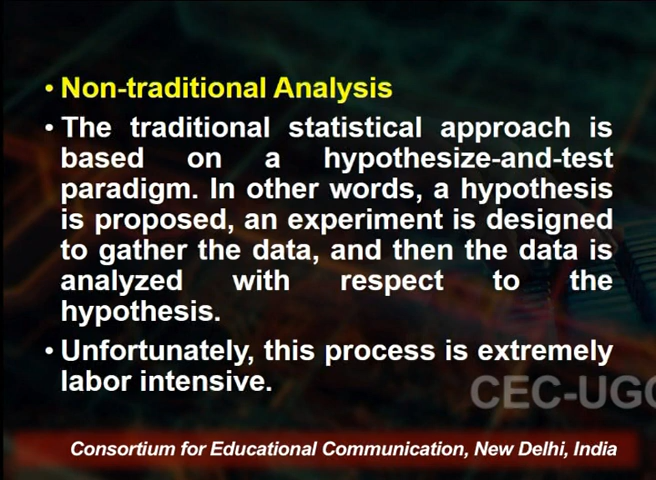 • Non-traditional Analysis
• The traditional statistical approach is
based on a hypothesize-and-test
paradigm. In other words, a hypothesis
is proposed, an experiment is designed
to gather the data, and then the data is
analyzed with respect to the
hypothesis.
• Unfortunately, this process is extremely
labor intensive.
CEC-UGC
Consortium for Educational Communication, New Delhi, India